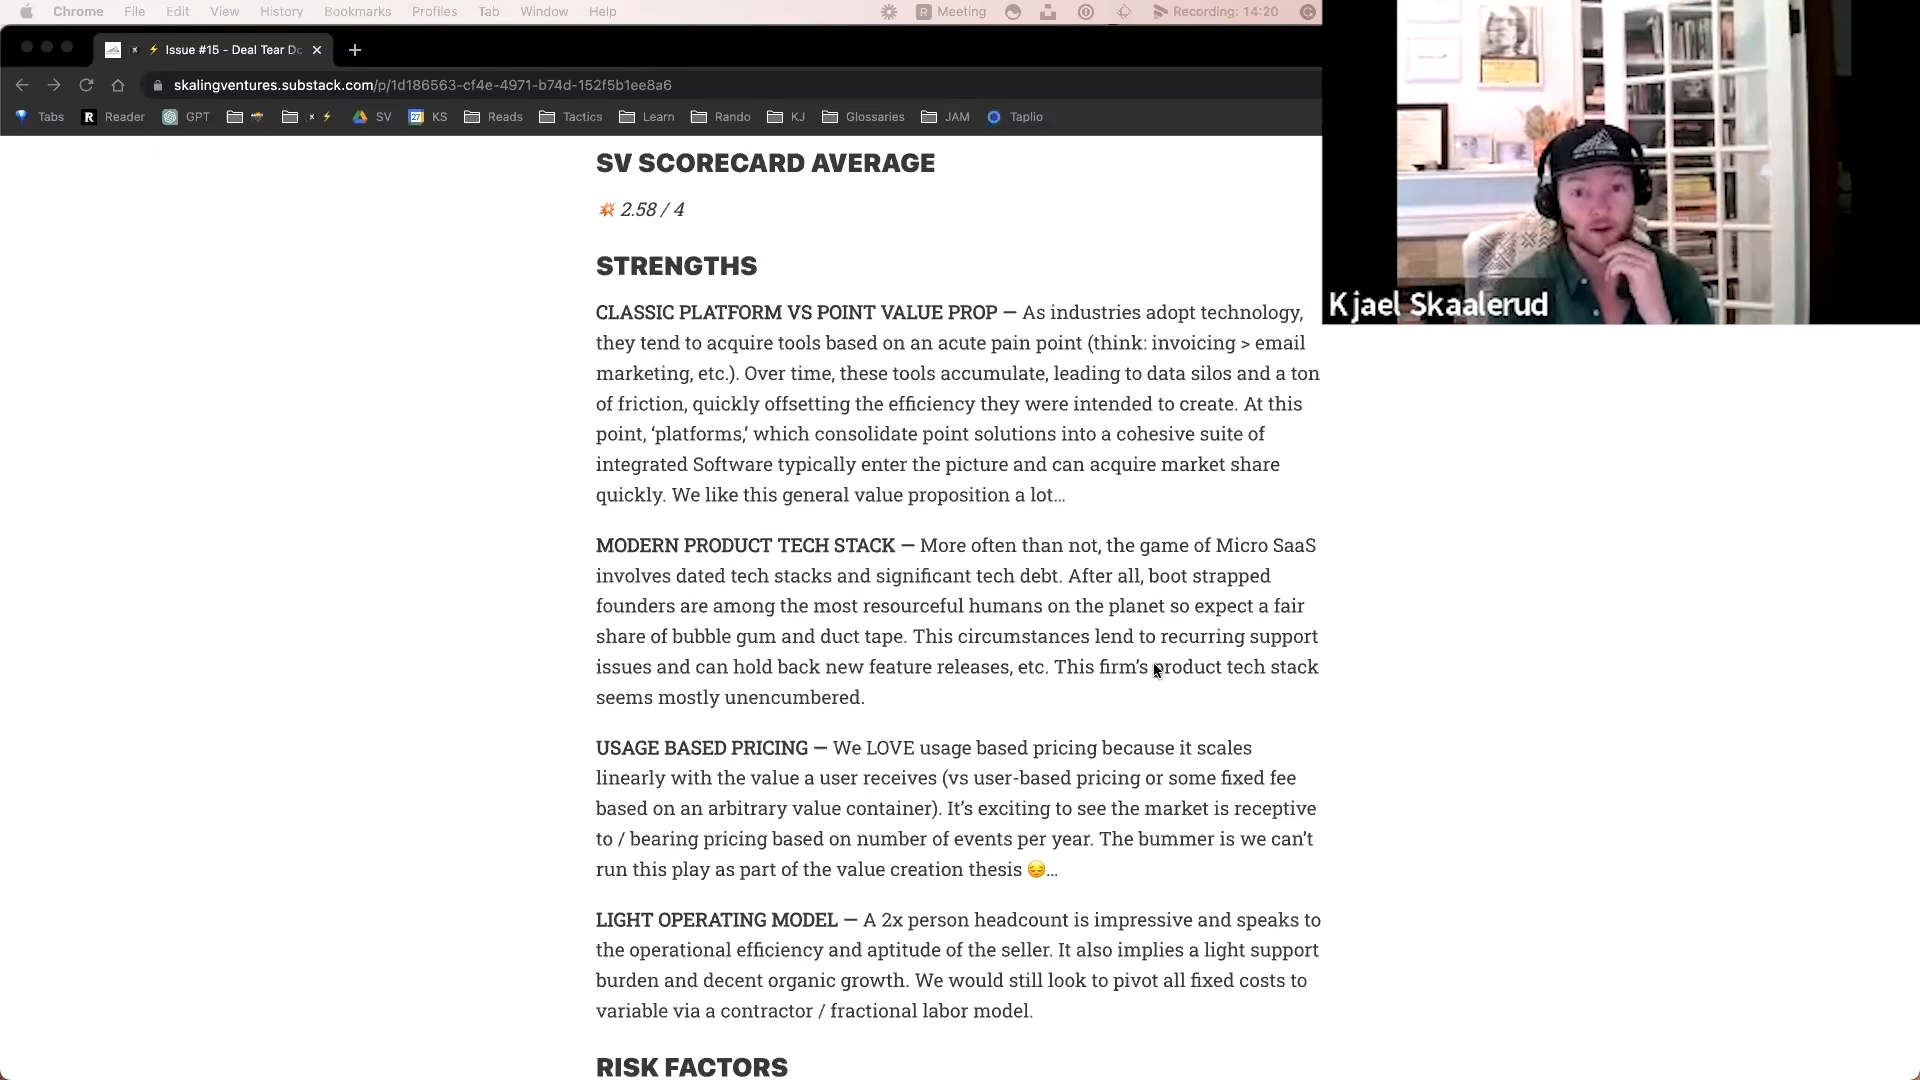 Chrome File Edit View History Bookmarks Profiles Tab Window Help R Meeting Recording: 14:20
⚡ Issue #15 - Deal Tear Do
skalingventures.substack.com/p/1d186563-cf4e-4971-b74d-152f5b1ee8a6
Tabs R Reader GPT SV 27 KS Reads Tactics Learn Rando KJ Glossaries JAM Taplio
SV SCORECARD AVERAGE
💥 2.58 / 4
STRENGTHS
CLASSIC PLATFORM VS POINT VALUE PROP — As industries adopt technology,
they tend to acquire tools based on an acute pain point (think: invoicing > email
marketing, etc.). Over time, these tools accumulate, leading to data silos and a ton
of friction, quickly offsetting the efficiency they were intended to create. At this
point, ‘platforms,’ which consolidate point solutions into a cohesive suite of
integrated Software typically enter the picture and can acquire market share
quickly. We like this general value proposition a lot…
MODERN PRODUCT TECH STACK — More often than not, the game of Micro SaaS
involves dated tech stacks and significant tech debt. After all, boot strapped
founders are among the most resourceful humans on the planet so expect a fair
share of bubble gum and duct tape. This circumstances lend to recurring support
issues and can hold back new feature releases, etc. This firm’s product tech stack
seems mostly unencumbered.
USAGE BASED PRICING — We LOVE usage based pricing because it scales
linearly with the value a user receives (vs user-based pricing or some fixed fee
based on an arbitrary value container). It’s exciting to see the market is receptive
to / bearing pricing based on number of events per year. The bummer is we can’t
run this play as part of the value creation thesis 😔…
LIGHT OPERATING MODEL — A 2x person headcount is impressive and speaks to
the operational efficiency and aptitude of the seller. It also implies a light support
burden and decent organic growth. We would still look to pivot all fixed costs to
variable via a contractor / fractional labor model.
RISK FACTORS
Kjael Skaalerud